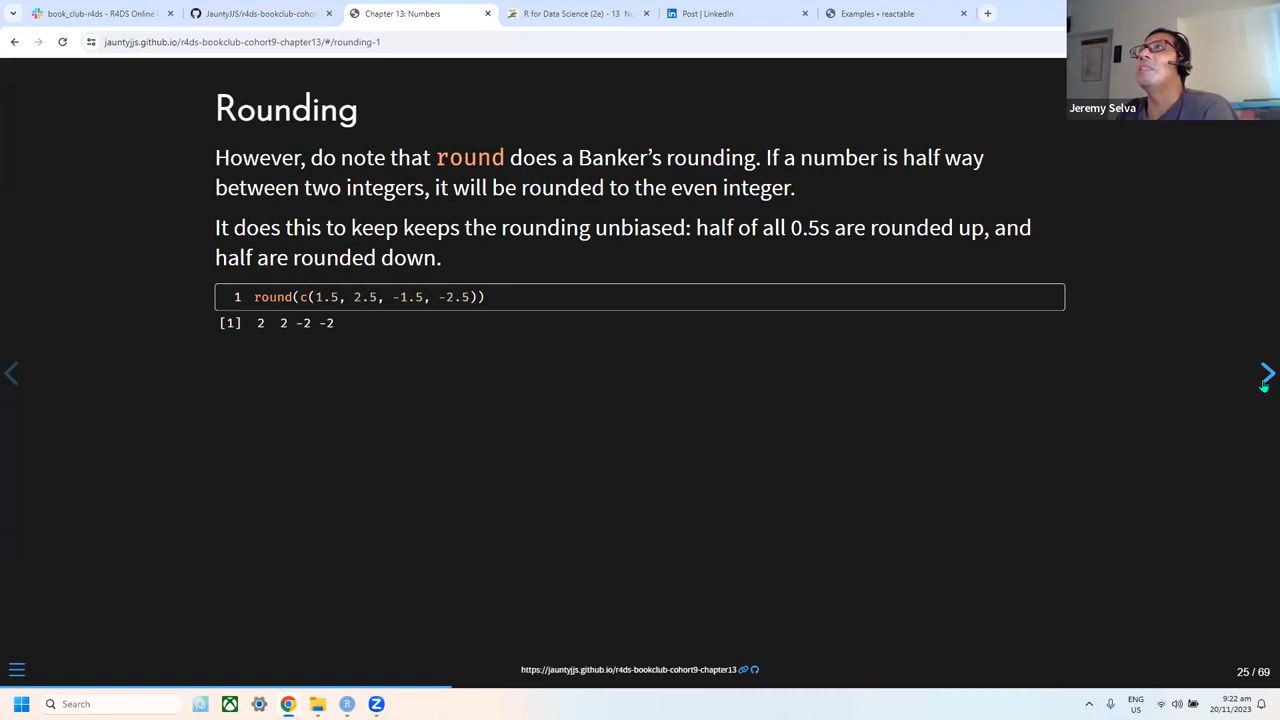 book_club-r4ds - R4DS Online
JauntyJJS/r4ds-bookclub-cohor
Chapter 13: Numbers
R for Data Science (2e) - 13 Nu
Post | LinkedIn
Examples • reactable
jauntyjjs.github.io/r4ds-bookclub-cohort9-chapter13/#/rounding-1
Jeremy Selva
Rounding
However, do note that round does a Banker's rounding. If a number is half way
between two integers, it will be rounded to the even integer.
It does this to keep keeps the rounding unbiased: half of all 0.5s are rounded up, and
half are rounded down.
1 round(c(1.5, 2.5, -1.5, -2.5))
[1] 2 2 -2 -2
https://jauntyjjs.github.io/r4ds-bookclub-cohort9-chapter13
25 / 69
Search
ENG
US
9:22 am
20/11/2023